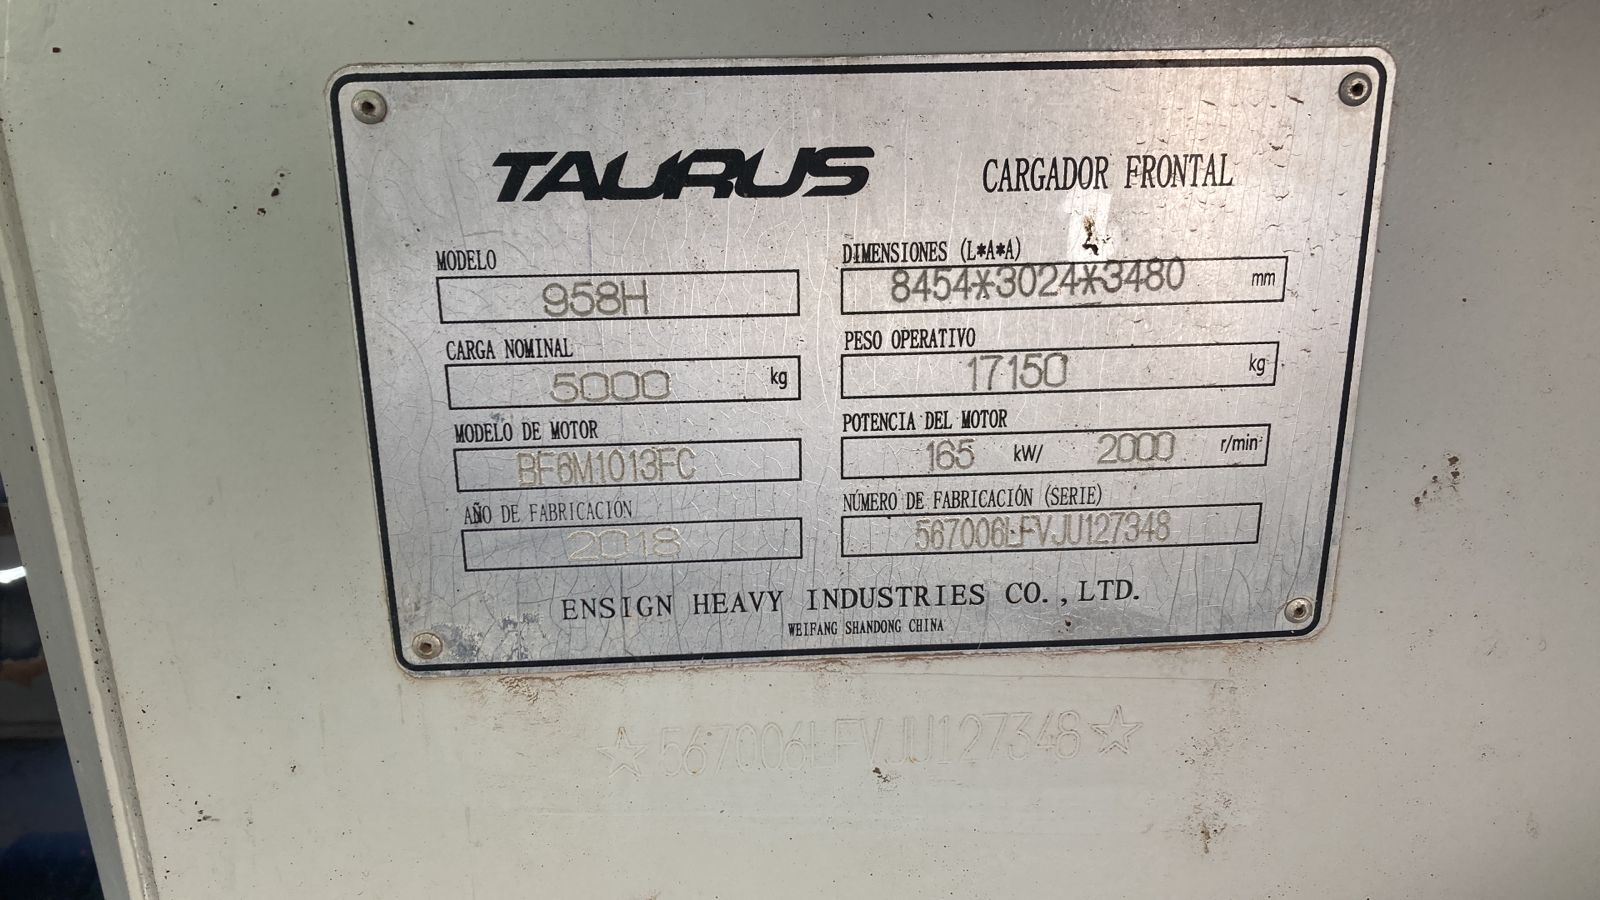 TAURUS CARGADOR FRONTAL
MODELO
958H
DIMENSIONES (L*A*A)
8454*3024*3480 mm
CARGA NOMINAL
5000 kg
PESO OPERATIVO
17150 kg
MODELO DE MOTOR
BF6M1013FC
POTENCIA DEL MOTOR
165 kW/ 2000 r/min
AÑO DE FABRICACIÓN
2018
NÚMERO DE FABRICACIÓN (SERIE)
567006LFVJU127348
ENSIGN HEAVY INDUSTRIES CO.,LTD.
WEIFANG SHANDONG CHINA
☆567006LFVJU127348☆